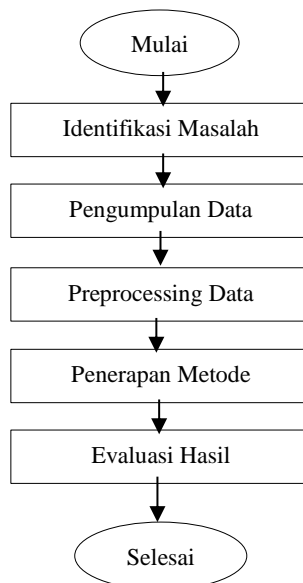 Mulai
Identifikasi Masalah
Pengumpulan Data
Preprocessing Data
Penerapan Metode
Evaluasi Hasil
Selesai